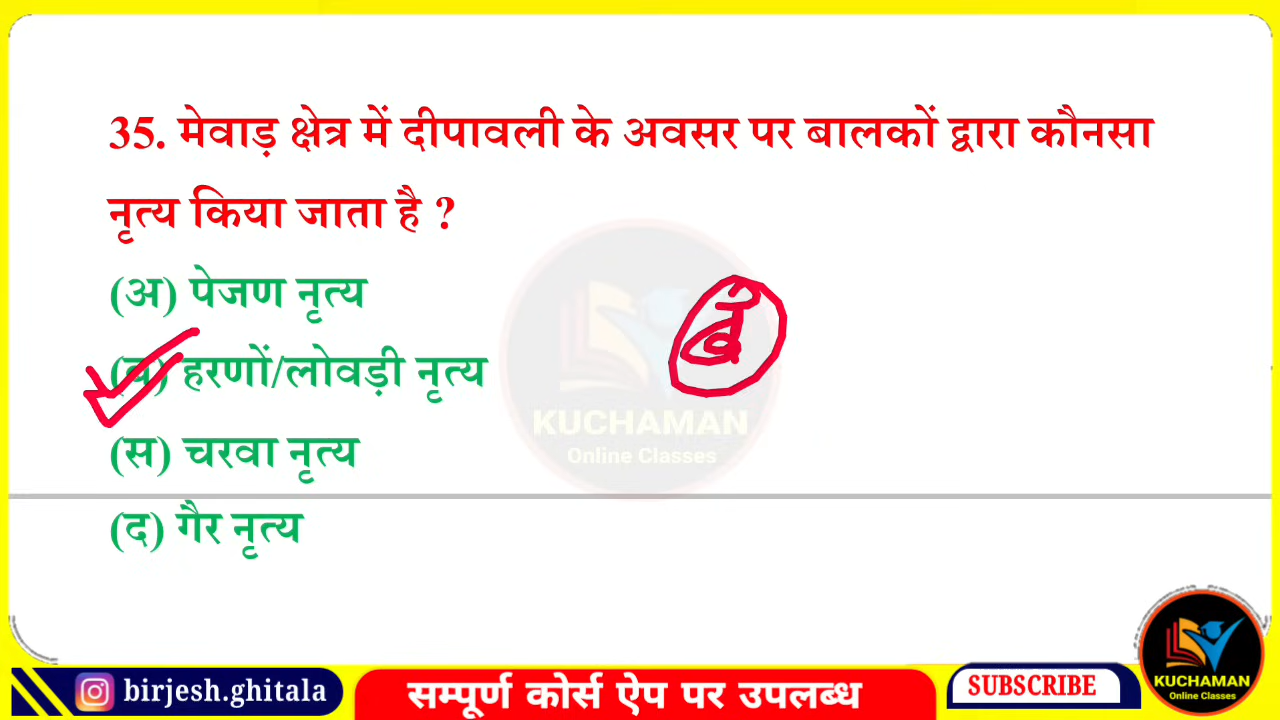 35. मेवाड़ क्षेत्र में दीपावली के अवसर पर बालकों द्वारा कौनसा
नृत्य किया जाता है ?
(अ) पेजण नृत्य
(ब) हरणों/लोवड़ी नृत्य
(स) चरवा नृत्य
(द) गैर नृत्य
KUCHAMAN
Online Classes
birjesh.ghitala
सम्पूर्ण कोर्स ऐप पर उपलब्ध
SUBSCRIBE
KUCHAMAN
Online Classes